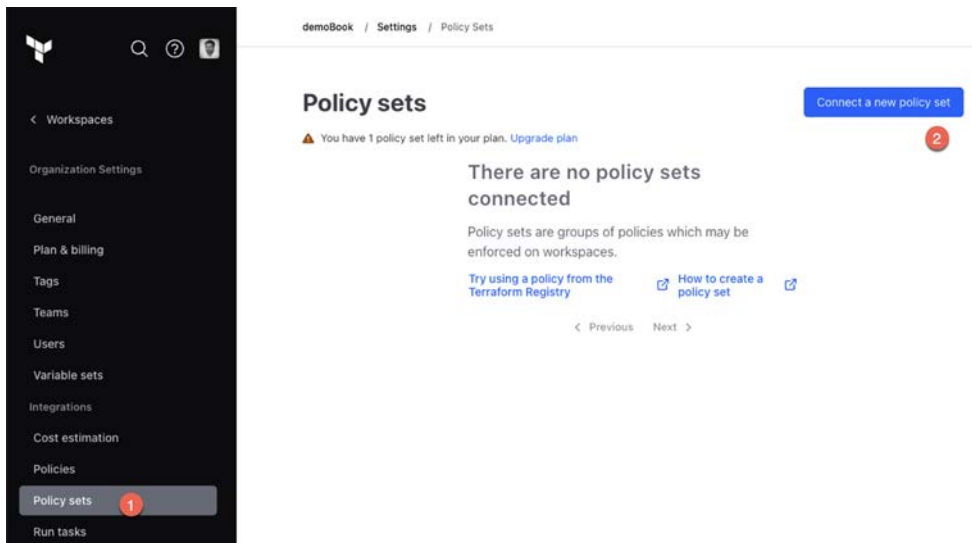 demoBook / Settings / Policy Sets
< Workspaces
Organization Settings
General
Plan & billing
Tags
Teams
Users
Variable sets
Integrations
Cost estimation
Policies
Policy sets 1
Run tasks
Policy sets
Connect a new policy set
2
You have 1 policy set left in your plan. Upgrade plan
There are no policy sets
connected
Policy sets are groups of policies which may be
enforced on workspaces.
Try using a policy from the
Terraform Registry
How to create a
policy set
< Previous Next >